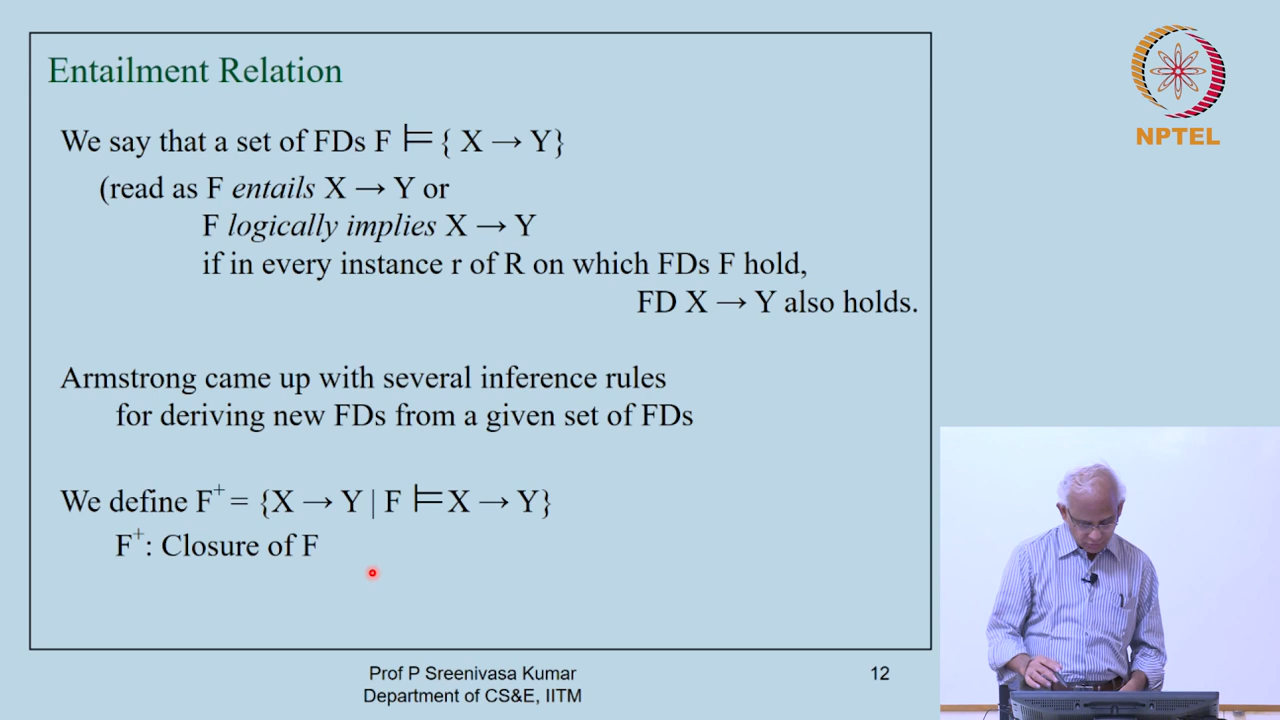 Entailment Relation
We say that a set of FDs F ⊨ { X → Y}
(read as F entails X → Y or
F logically implies X → Y
if in every instance r of R on which FDs F hold,
FD X → Y also holds.
Armstrong came up with several inference rules
for deriving new FDs from a given set of FDs
We define F⁺ = {X → Y | F ⊨ X → Y}
F⁺: Closure of F
Prof P Sreenivasa Kumar
Department of CS&E, IITM
12
NPTEL